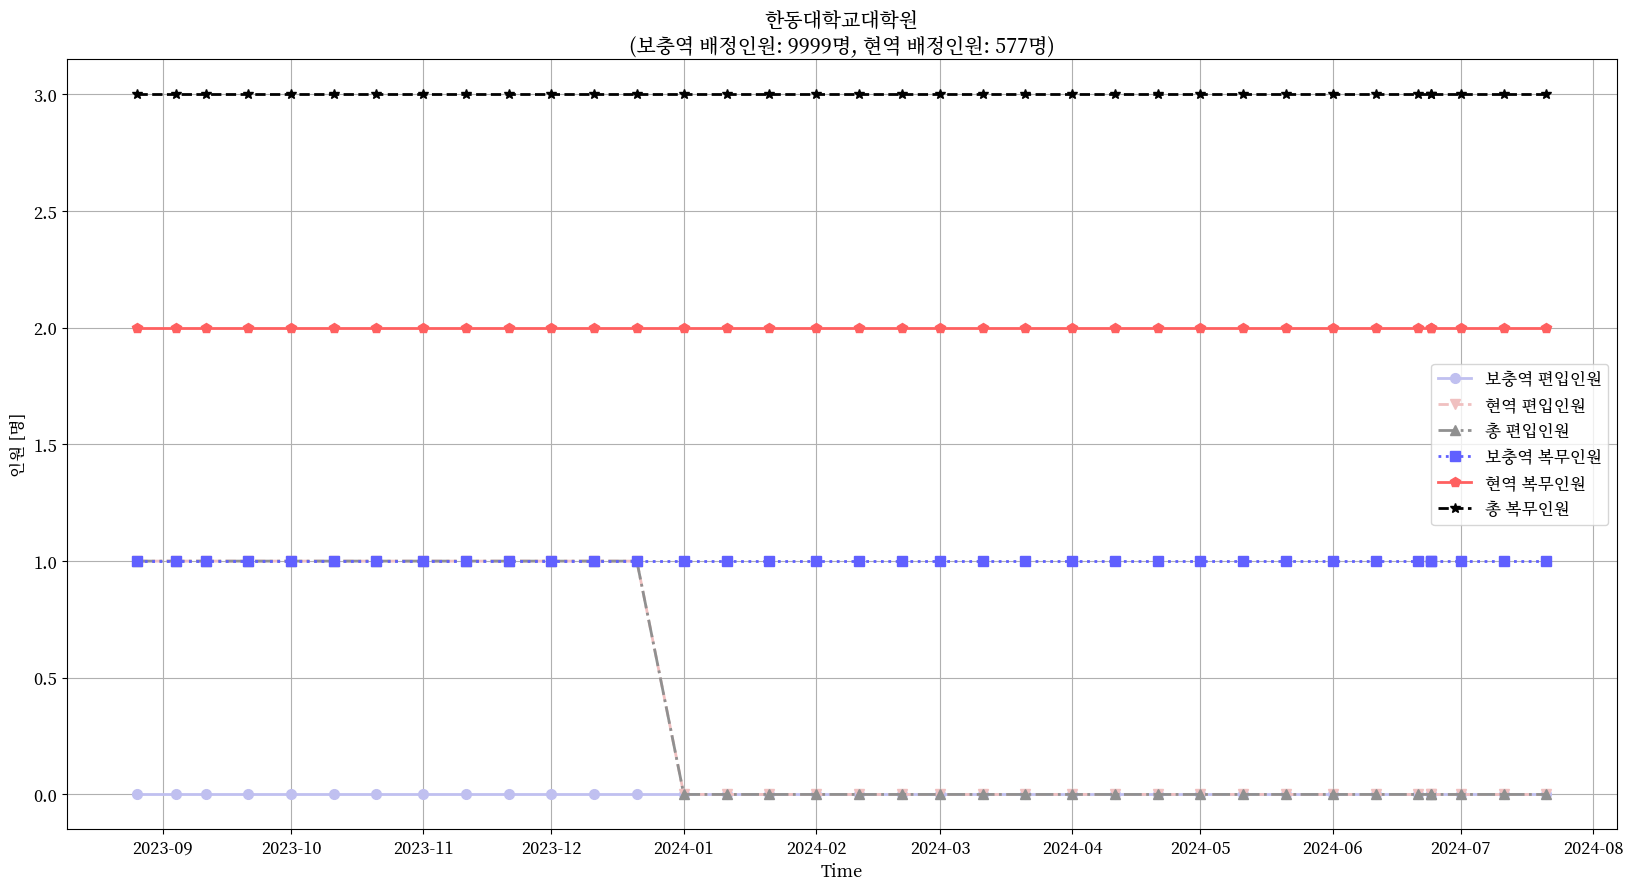 한동대학교대학원
(보충역 배정인원: 9999명, 현역 배정인원: 577명)
인원 [명]
3.0
2.5
2.0
1.5
1.0
0.5
0.0
보충역 편입인원
현역 편입인원
총 편입인원
보충역 복무인원
현역 복무인원
총 복무인원
2023-09 2023-10 2023-11 2023-12 2024-01 2024-02 2024-03 2024-04 2024-05 2024-06 2024-07 2024-08
Time